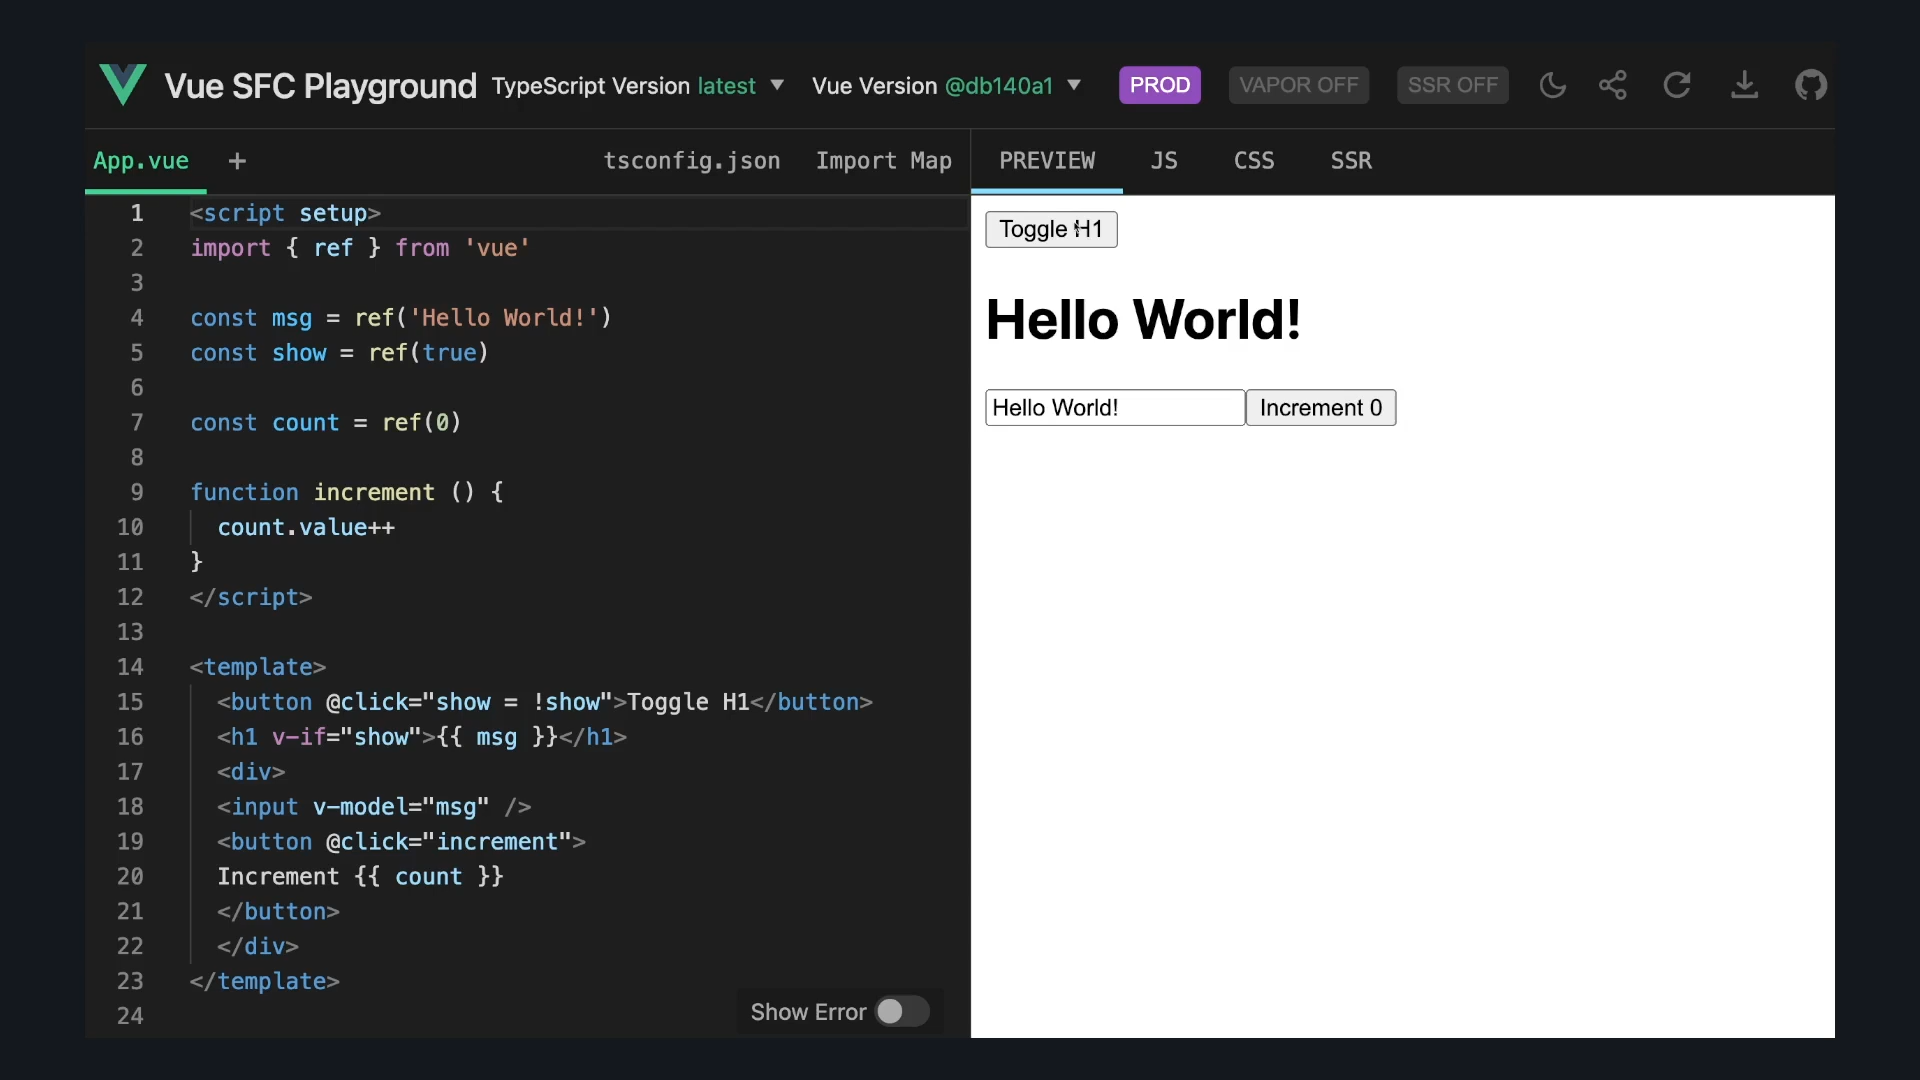 Vue SFC Playground TypeScript Version latest Vue Version @db140a1 PROD VAPOR OFF SSR OFF
App.vue + tsconfig.json Import Map
1 <script setup>
2 import { ref } from 'vue'
3
4 const msg = ref('Hello World!')
5 const show = ref(true)
6
7 const count = ref(0)
8
9 function increment () {
10 count.value++
11 }
12 </script>
13
14 <template>
15 <button @click="show = !show">Toggle H1</button>
16 <h1 v-if="show">{{ msg }}</h1>
17 <div>
18 <input v-model="msg" />
19 <button @click="increment">
20 Increment {{ count }}
21 </button>
22 </div>
23 </template>
24
Show Error
PREVIEW JS CSS SSR
Toggle H1
Hello World!
Hello World! Increment 0